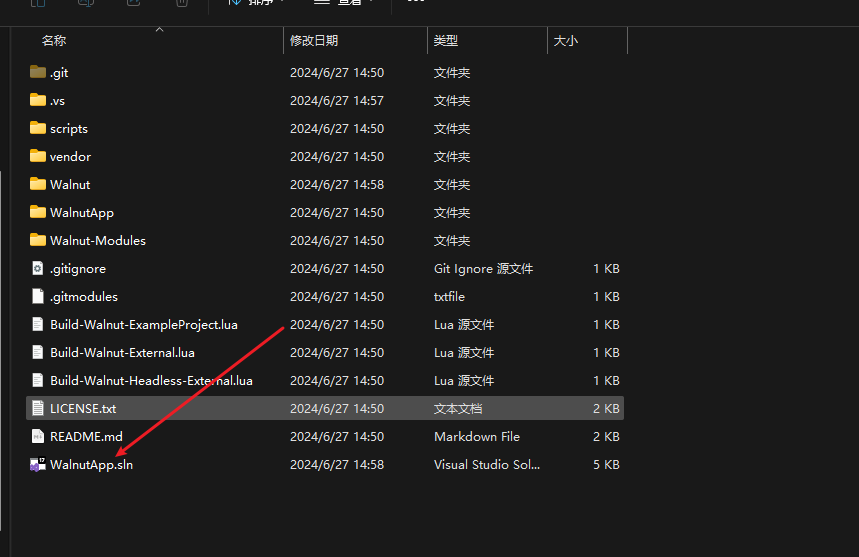 排序 查看
名称 修改日期 类型 大小
.git 2024/6/27 14:50 文件夹
.vs 2024/6/27 14:57 文件夹
scripts 2024/6/27 14:50 文件夹
vendor 2024/6/27 14:50 文件夹
Walnut 2024/6/27 14:58 文件夹
WalnutApp 2024/6/27 14:50 文件夹
Walnut-Modules 2024/6/27 14:50 文件夹
.gitignore 2024/6/27 14:50 Git Ignore 源文件 1 KB
.gitmodules 2024/6/27 14:50 txtfile 1 KB
Build-Walnut-ExampleProject.lua 2024/6/27 14:50 Lua 源文件 1 KB
Build-Walnut-External.lua 2024/6/27 14:50 Lua 源文件 1 KB
Build-Walnut-Headless-External.lua 2024/6/27 14:50 Lua 源文件 1 KB
LICENSE.txt 2024/6/27 14:50 文本文档 2 KB
README.md 2024/6/27 14:50 Markdown File 2 KB
WalnutApp.sln 2024/6/27 14:58 Visual Studio Sol... 5 KB